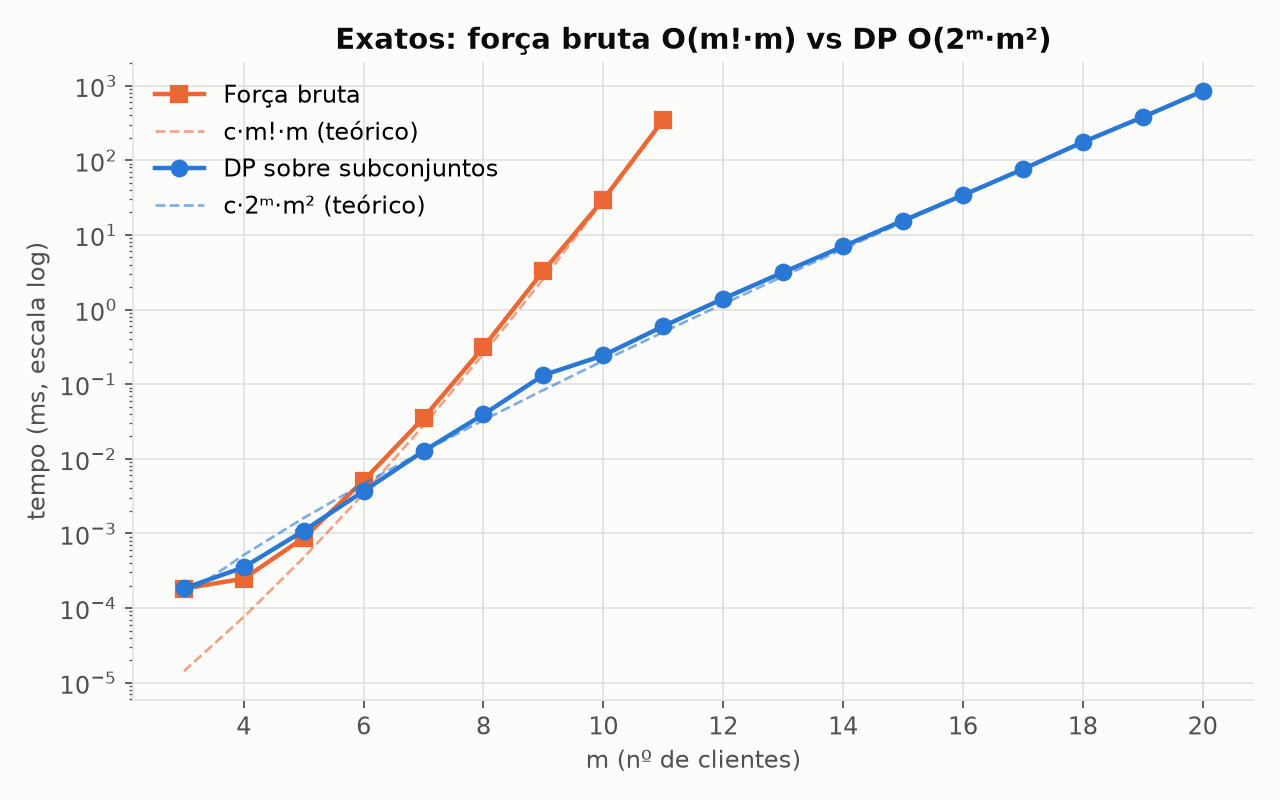 Exatos: força bruta O(m!·m) vs DP O(2ᵐ·m²)
Força bruta
c·m!·m (teórico)
DP sobre subconjuntos
c·2ᵐ·m² (teórico)
tempo (ms, escala log)
10³
10²
10¹
10⁰
10⁻¹
10⁻²
10⁻³
10⁻⁴
10⁻⁵
4 6 8 10 12 14 16 18 20
m (nº de clientes)